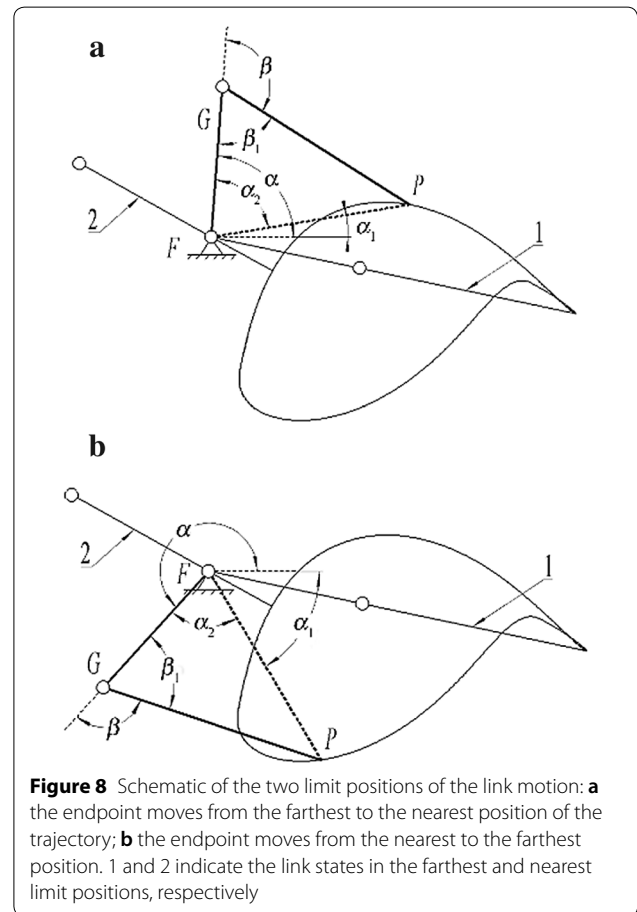 a
β
G
β₁
α
α₂
P
2
F
α₁
1
b
α
2
F
1
α₂
α₁
G
β₁
β
P
Figure 8 Schematic of the two limit positions of the link motion: a
the endpoint moves from the farthest to the nearest position of the
trajectory; b the endpoint moves from the nearest to the farthest
position. 1 and 2 indicate the link states in the farthest and nearest
limit positions, respectively